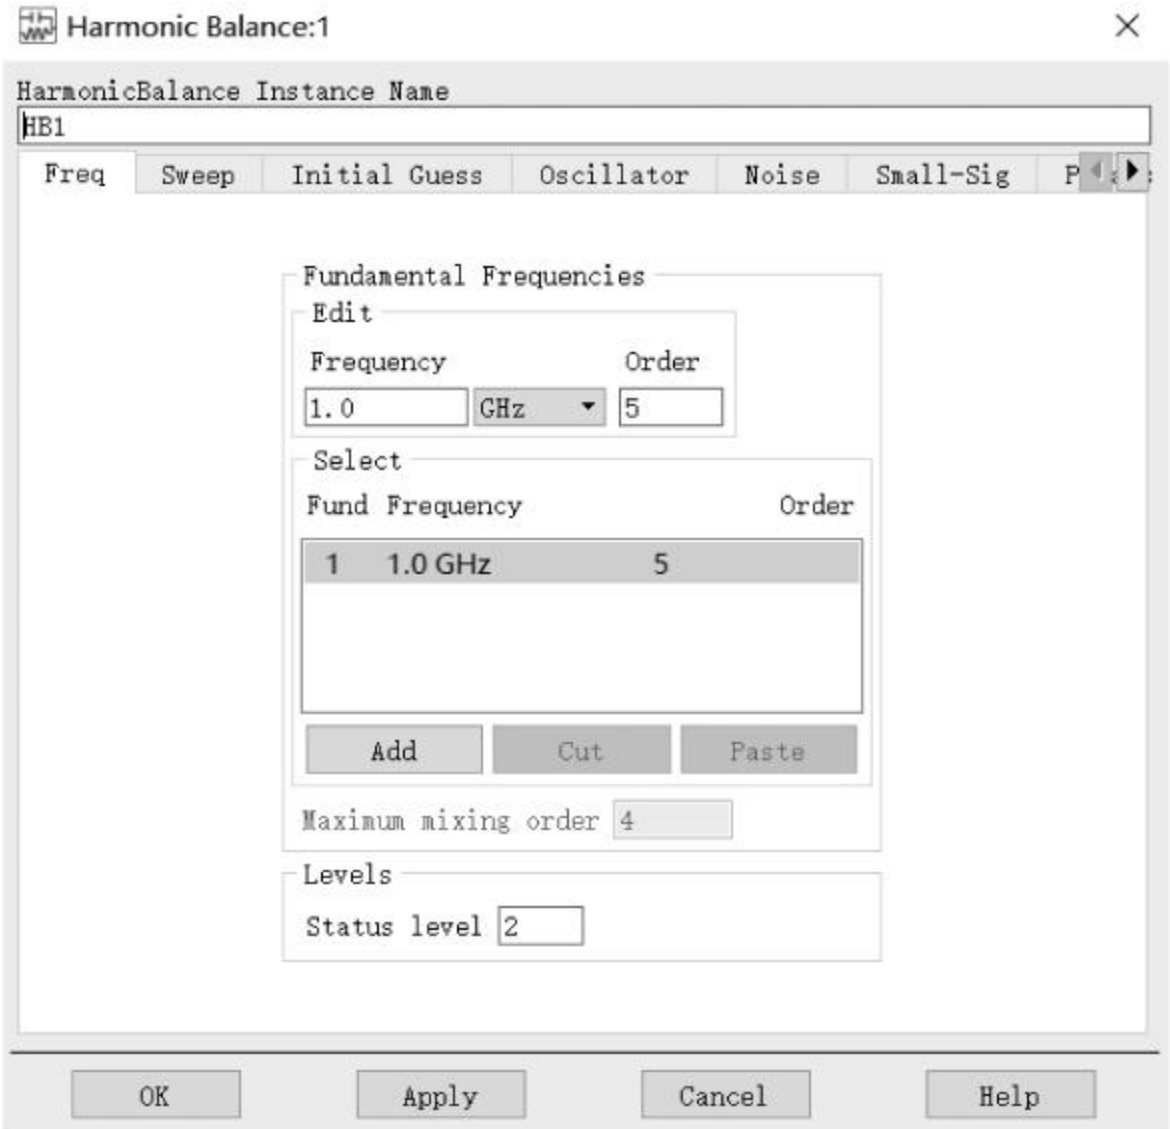 Harmonic Balance:1
HarmonicBalance Instance Name
HB1
Freq Sweep Initial Guess Oscillator Noise Small-Sig
Fundamental Frequencies
Edit
Frequency Order
1.0 GHz 5
Select
Fund Frequency Order
1 1.0 GHz 5
Add Cut Paste
Maximum mixing order 4
Levels
Status level 2
OK Apply Cancel Help